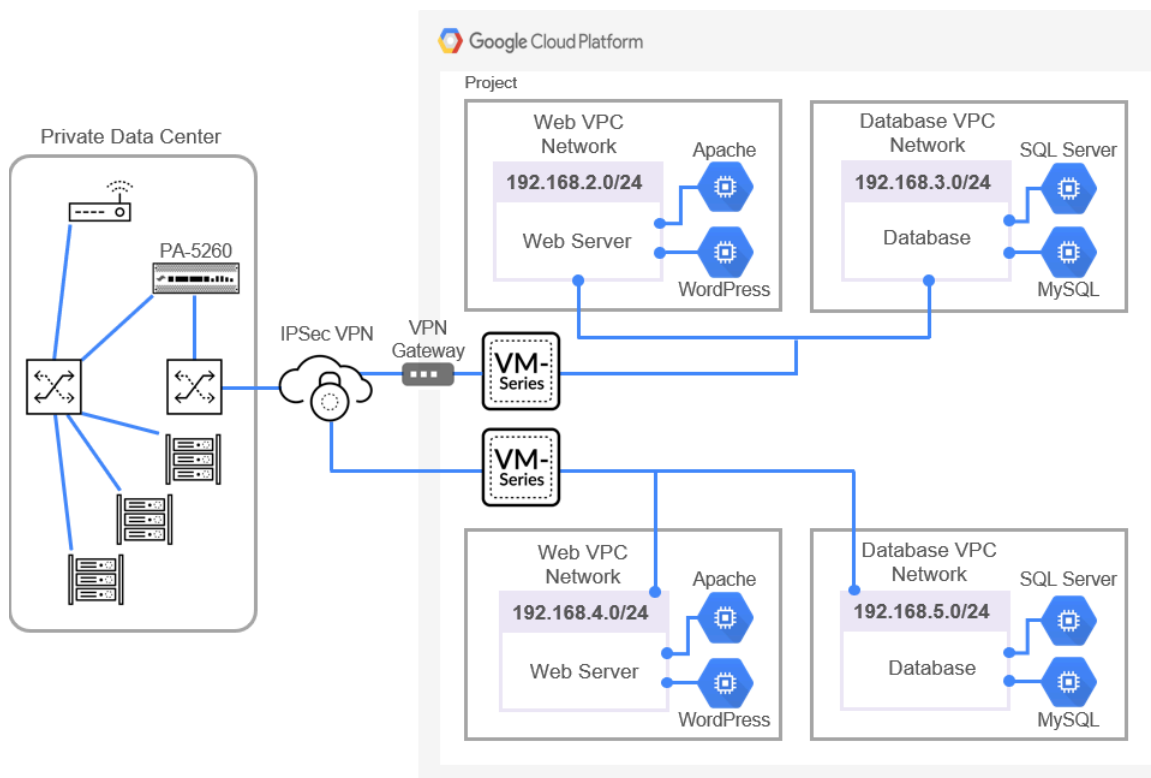 Google Cloud Platform
Project
Private Data Center
PA-5260
IPSec VPN
VPN
Gateway
VM-
Series
VM-
Series
Web VPC
Network
192.168.2.0/24
Web Server
Apache
WordPress
Database VPC
Network
192.168.3.0/24
Database
SQL Server
MySQL
Web VPC
Network
192.168.4.0/24
Web Server
Apache
WordPress
Database VPC
Network
192.168.5.0/24
Database
SQL Server
MySQL